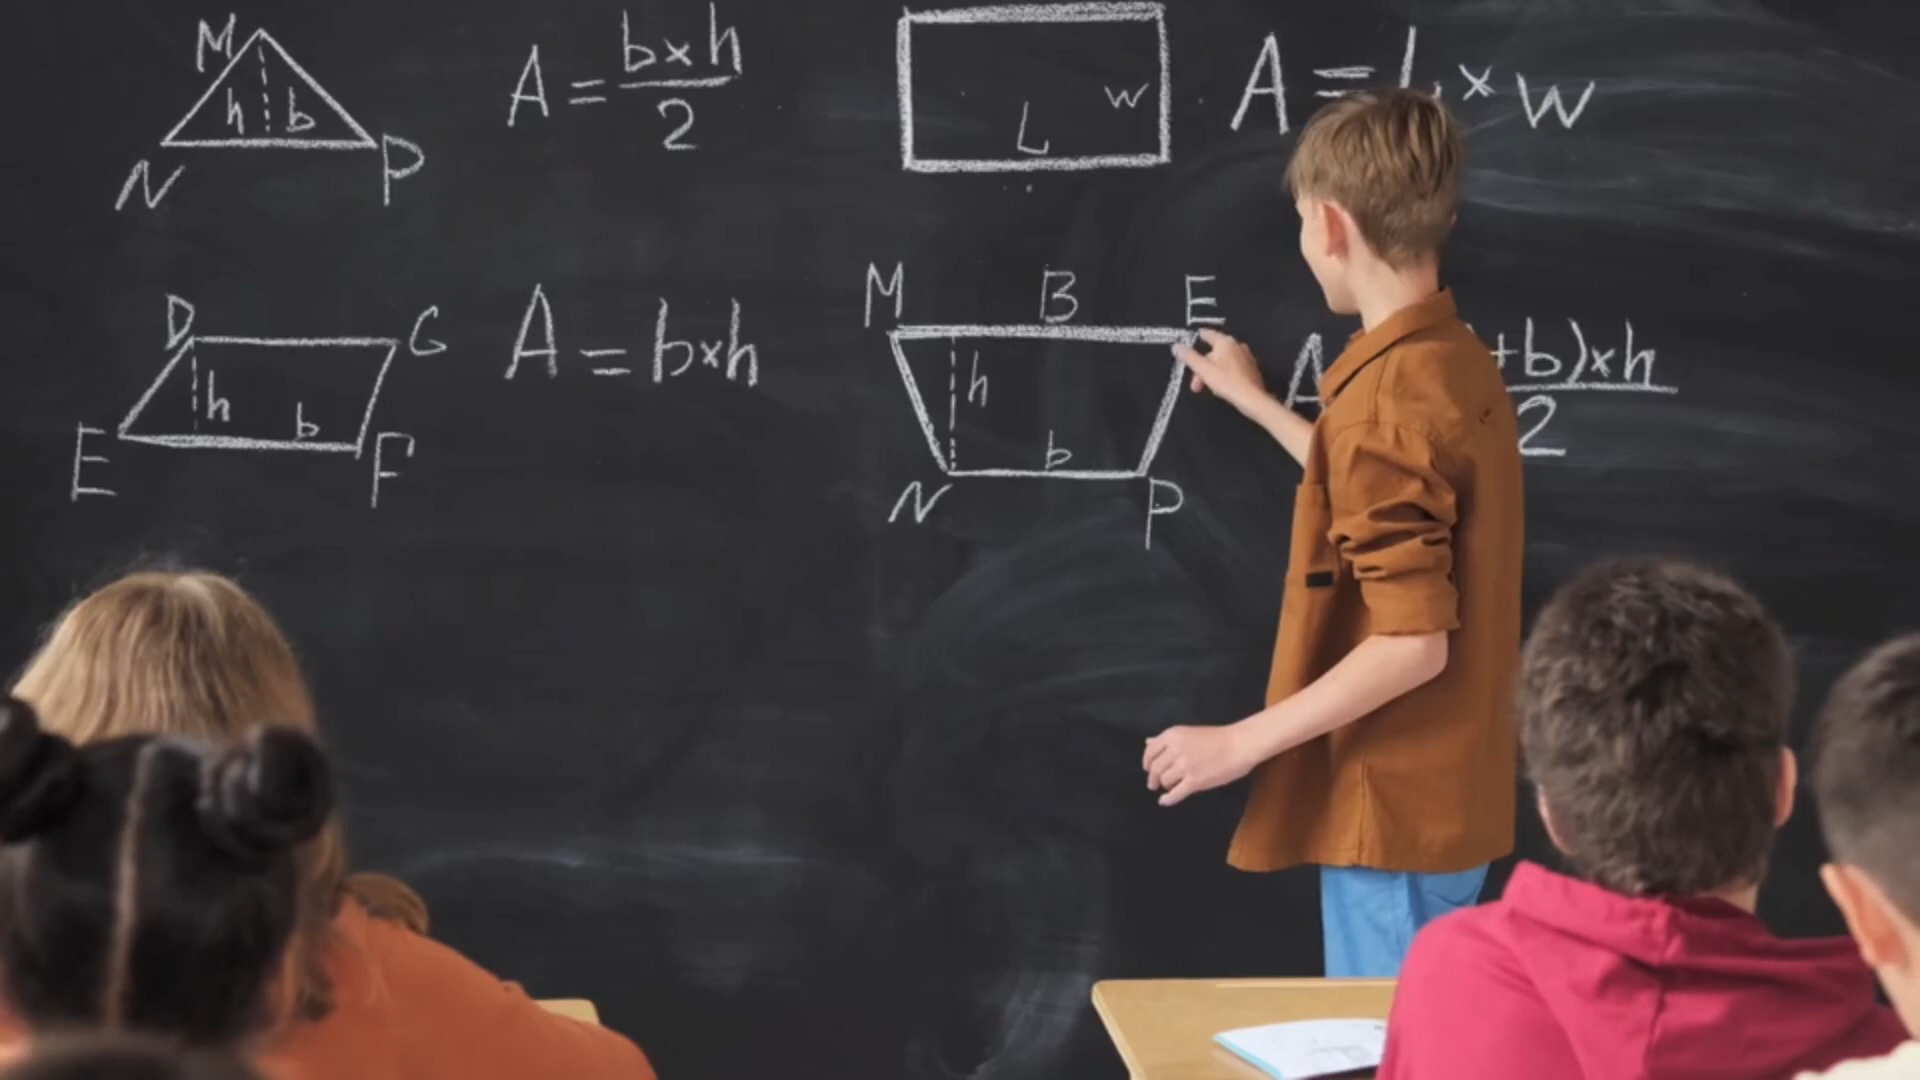 M
h b
N P
A = b×h / 2
L w
A = L × w
D G
h b
E F
A = b×h
M B E
h
b
N P
A +b)×h / 2